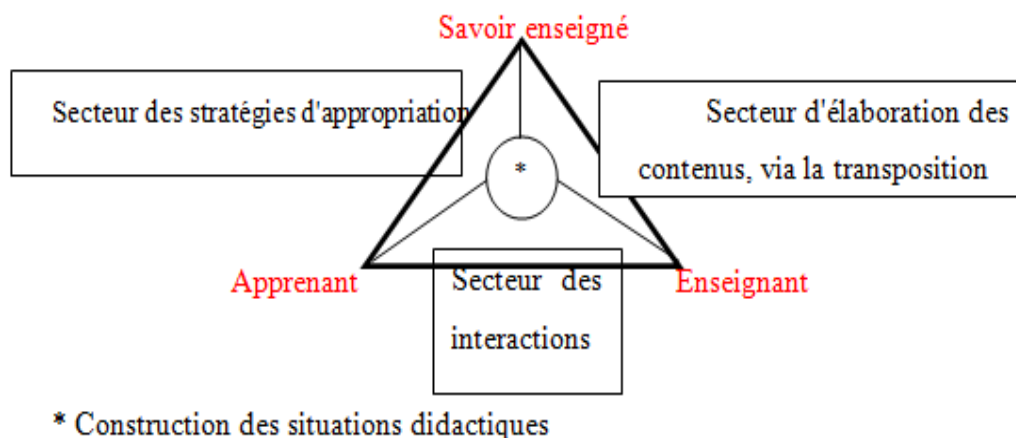 Savoir enseigné
Secteur des stratégies d'appropriation
Secteur d'élaboration des
contenus, via la transposition
*
Apprenant
Secteur des
interactions
Enseignant
* Construction des situations didactiques